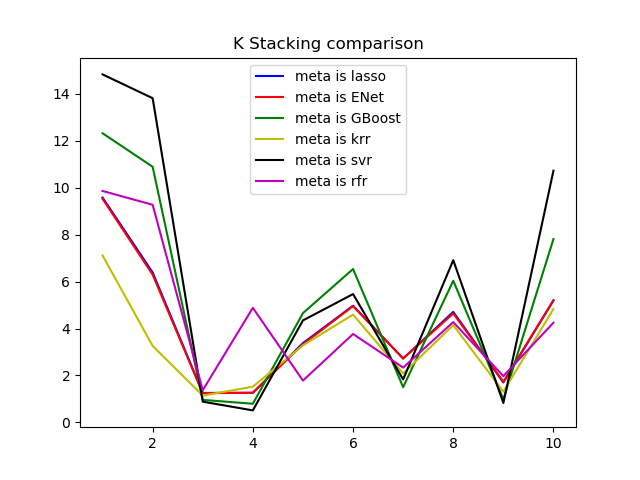 K Stacking comparison
meta is lasso
meta is ENet
meta is GBoost
meta is krr
meta is svr
meta is rfr
14
12
10
8
6
4
2
0
2 4 6 8 10